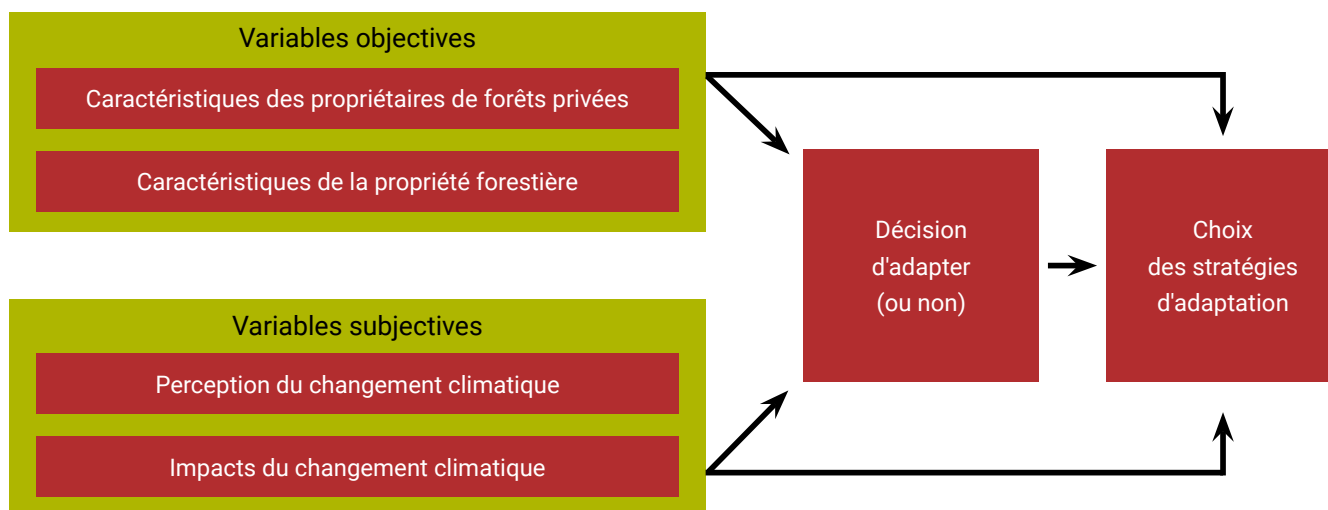 Variables objectives
Caractéristiques des propriétaires de forêts privées
Caractéristiques de la propriété forestière
Variables subjectives
Perception du changement climatique
Impacts du changement climatique
Décision
d'adapter
(ou non)
Choix
des stratégies
d'adaptation